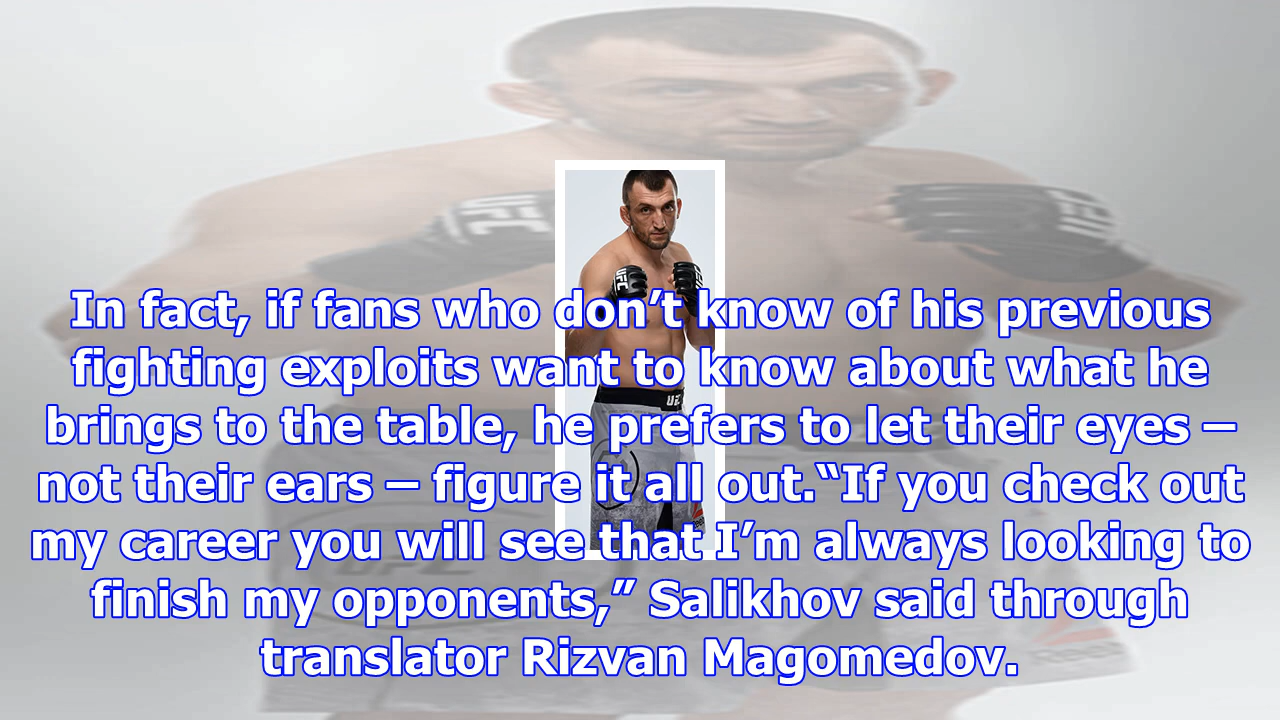 In fact, if fans who don’t know of his previous
fighting exploits want to know about what he
brings to the table, he prefers to let their eyes –
not their ears – figure it all out.“If you check out
my career you will see that I’m always looking to
finish my opponents,” Salikhov said through
translator Rizvan Magomedov.
UFC
UFC